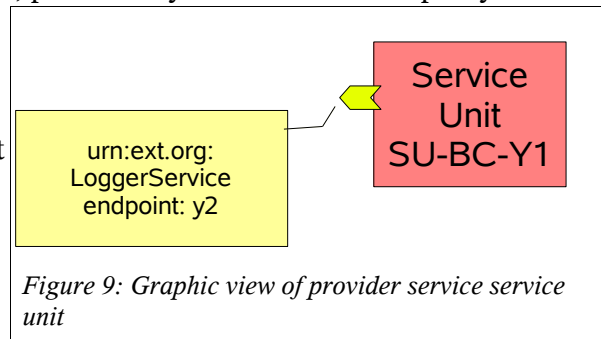 Service
Unit
SU-BC-Y1
t
urn:ext.org:
LoggerService
endpoint: y2
Figure 9: Graphic view of provider service service
unit